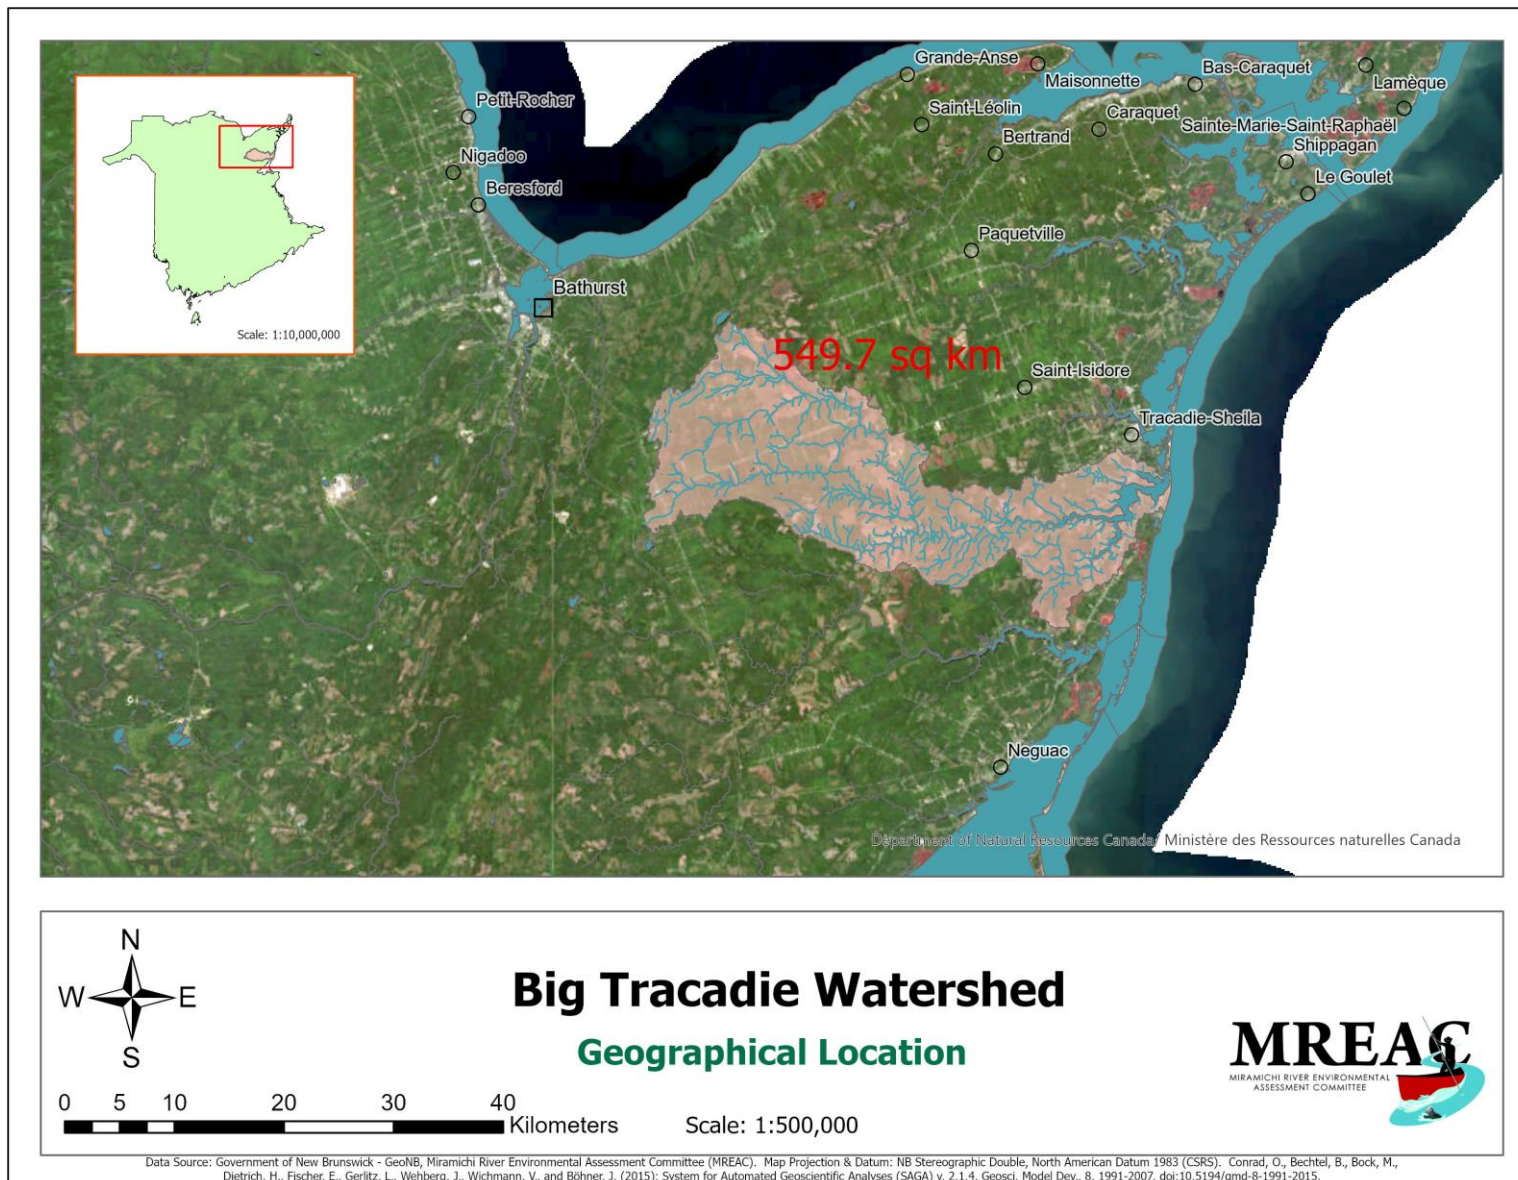 Grande-Anse
Maisonnette
Bas-Caraquet
Lamèque
Petit-Rocher
Saint-Léolin
Caraquet
Sainte-Marie-Saint-Raphaël
Bertrand
Shippagan
Nigadoo
Le Goulet
Beresford
Paquetville
Bathurst
Scale: 1:10,000,000
549.7 sq km
Saint-Isidore
Tracadie-Sheila
Neguac
Department of Natural Resources Canada/ Ministère des Ressources naturelles Canada
N
W E
S
Big Tracadie Watershed
Geographical Location
MREAC
MIRAMICHI RIVER ENVIRONMENTAL
ASSESSMENT COMMITTEE
0 5 10 20 30 40
Kilometers
Scale: 1:500,000
Data Source: Government of New Brunswick - GeoNB, Miramichi River Environmental Assessment Committee (MREAC). Map Projection & Datum: NB Stereographic Double, North American Datum 1983 (CSRS). Conrad, O., Bechtel, B., Bock, M.,
Dietrich, H., Fischer, E., Gerlitz, L., Wehberg, J., Wichmann, V., and Böhner, J. (2015): System for Automated Geoscientific Analyses (SAGA) v. 2.1.4, Geosci. Model Dev., 8, 1991-2007, doi:10.5194/gmd-8-1991-2015.